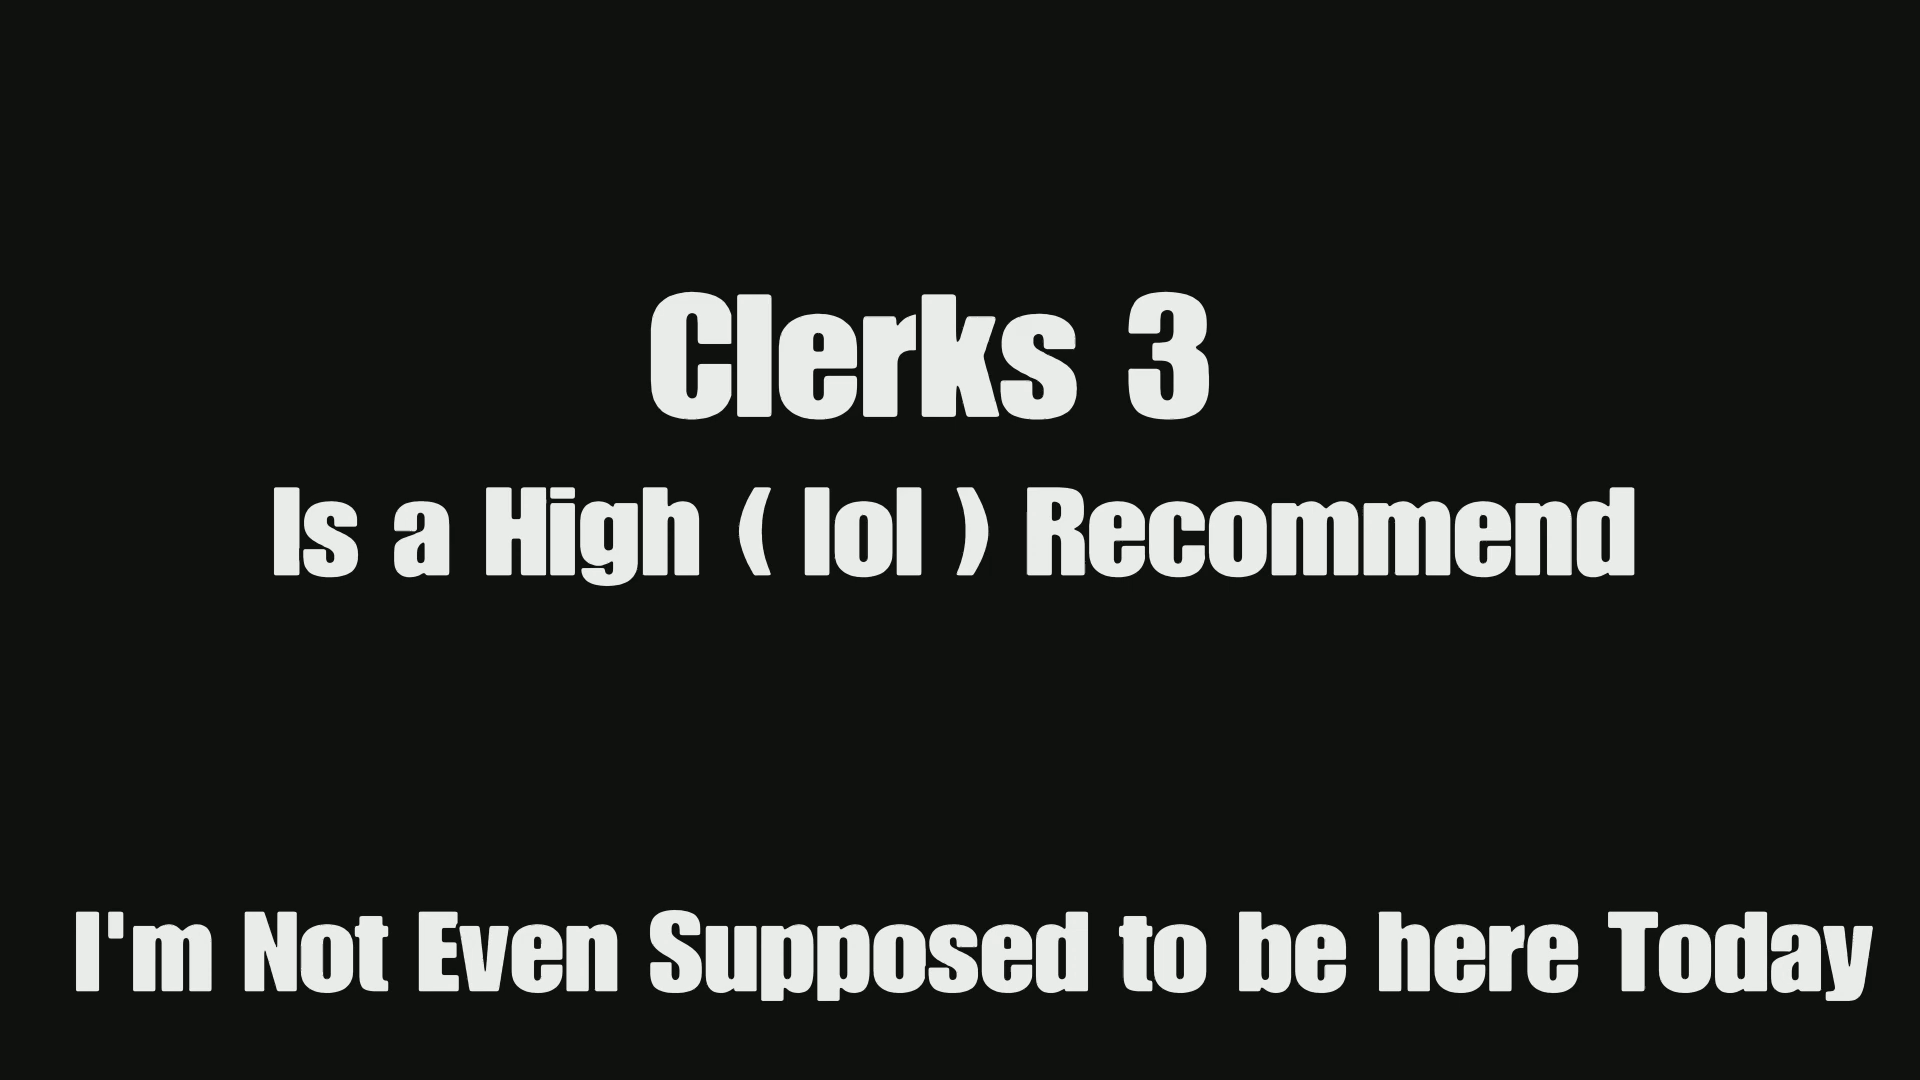 Clerks 3
Is a High ( lol ) Recommend
I'm Not Even Supposed to be here Today